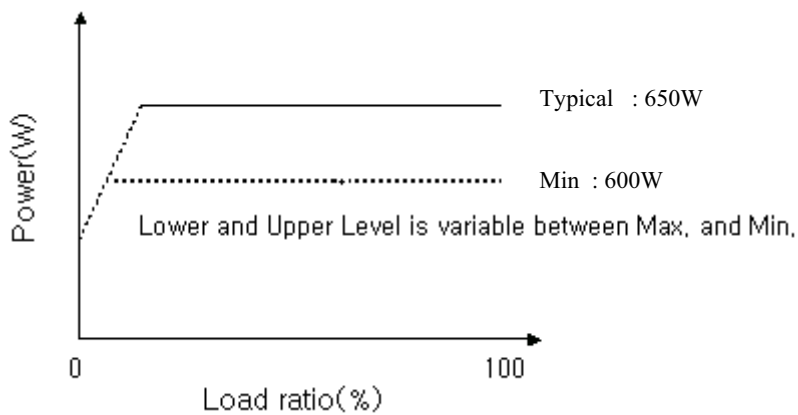 Typical : 650W
Power(W)
Min : 600W
Lower and Upper Level is variable between Max, and Min,
0
100
Load ratio(%)